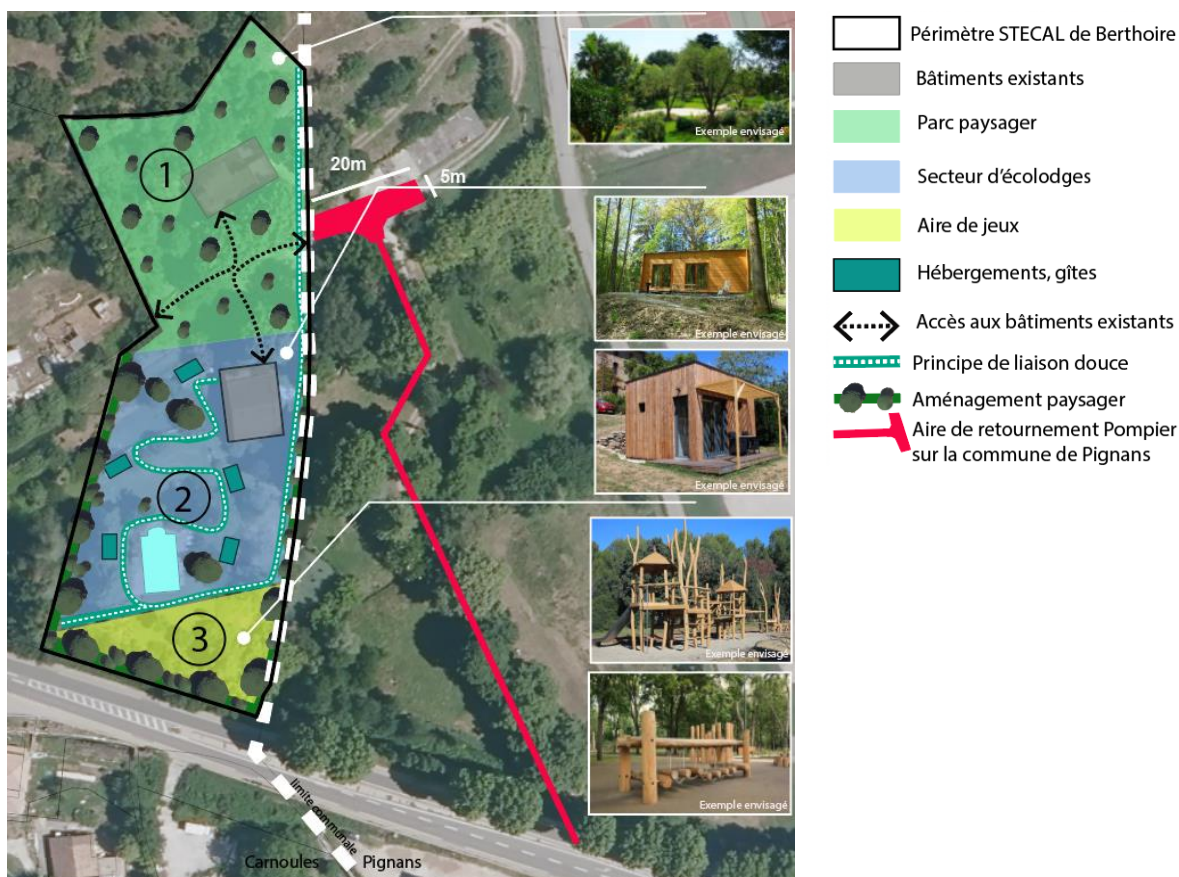 Périmètre STECAL de Berthoire
Bâtiments existants
Parc paysager
Secteur d'écolodges
Aire de jeux
Hébergements, gîtes
Accès aux bâtiments existants
Principe de liaison douce
Aménagement paysager
Aire de retournement Pompier
sur la commune de Pignans
Exemple envisagé
1
20m
5m
Exemple envisagé
Exemple envisagé
2
3
Exemple envisagé
Exemple envisagé
limite communale
Carnoules
Pignans